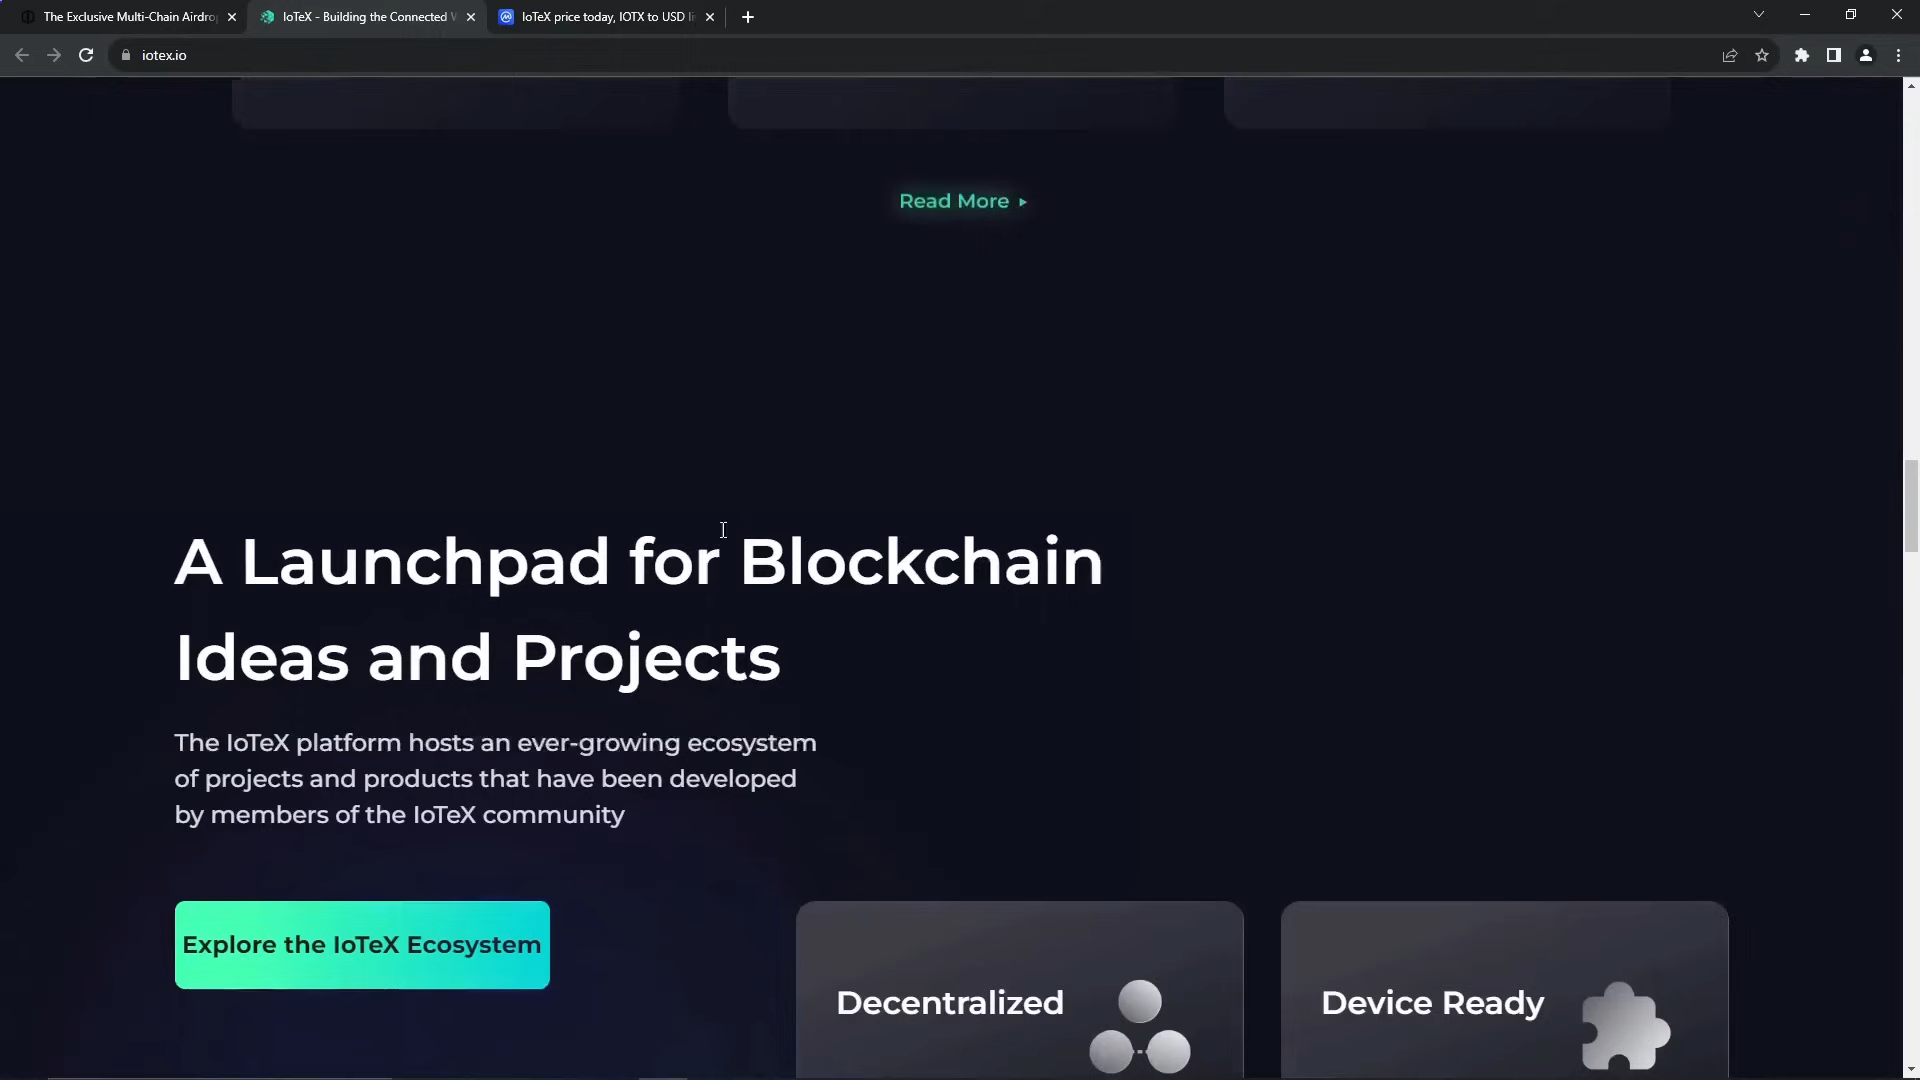 The Exclusive Multi-Chain Airdro
IoTeX - Building the Connected W
IoTeX price today, IOTX to USD li
iotex.io
Read More
A Launchpad for Blockchain
Ideas and Projects
The IoTeX platform hosts an ever-growing ecosystem
of projects and products that have been developed
by members of the IoTeX community
Explore the IoTeX Ecosystem
Decentralized
Device Ready